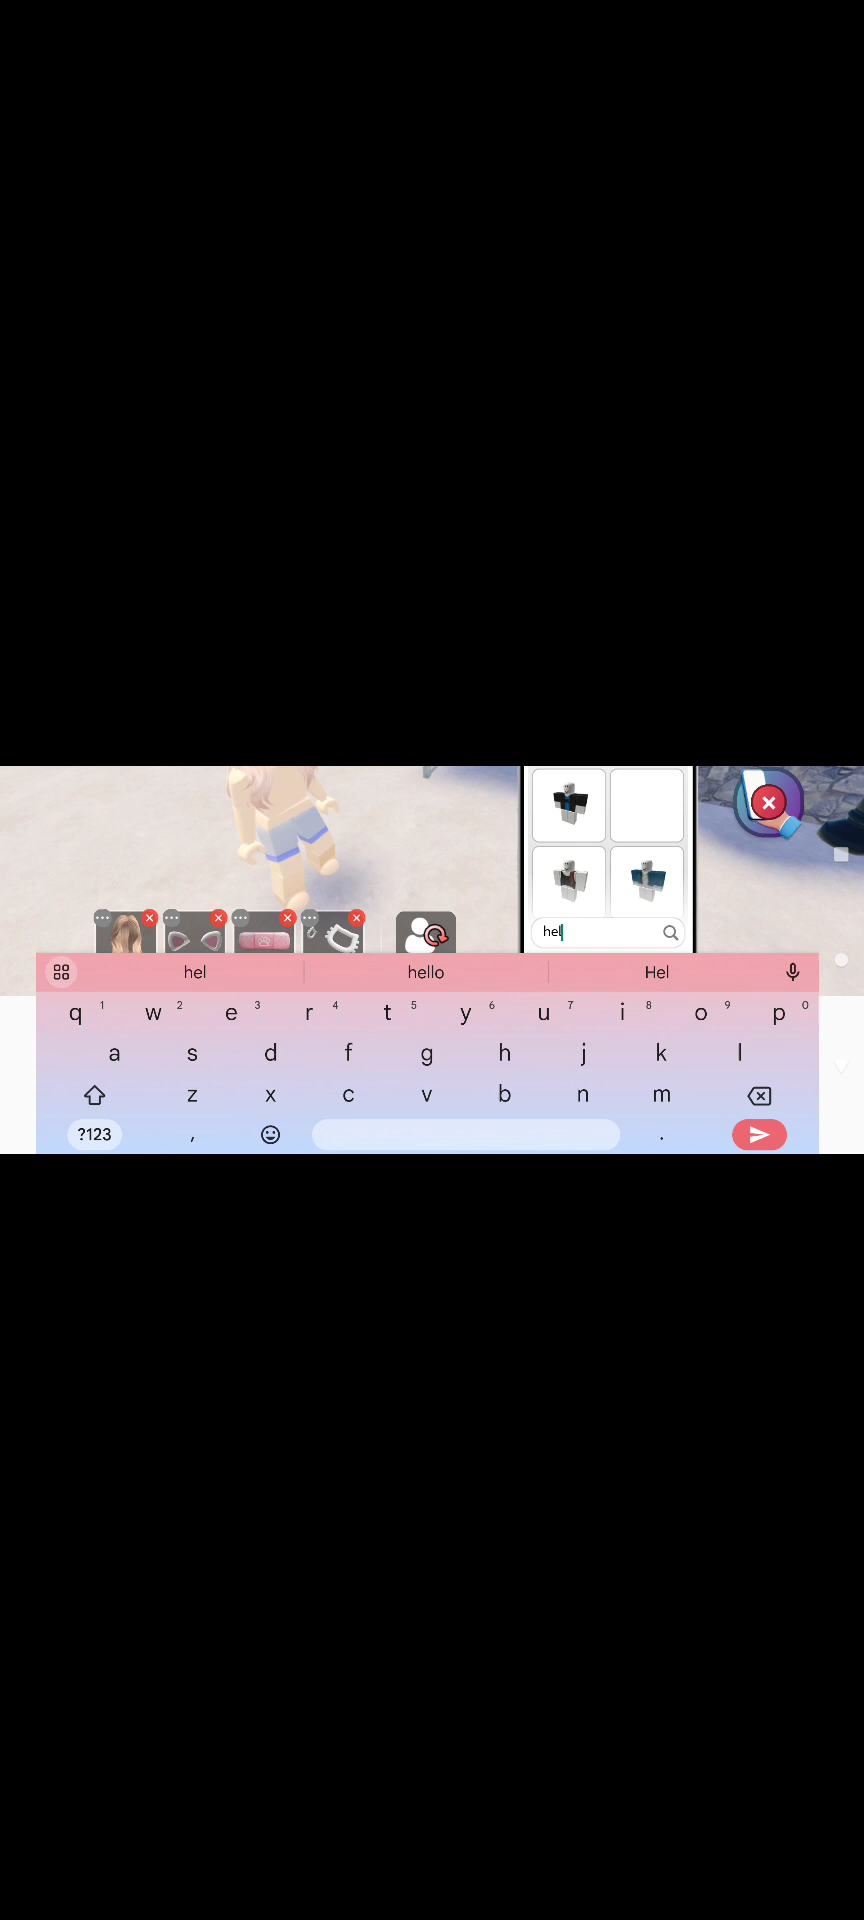 hel
hel hello Hel
q 1 w 2 e 3 r 4 t 5 y 6 u 7 i 8 o 9 p 0
a s d f g h j k l
z x c v b n m
?123 , .